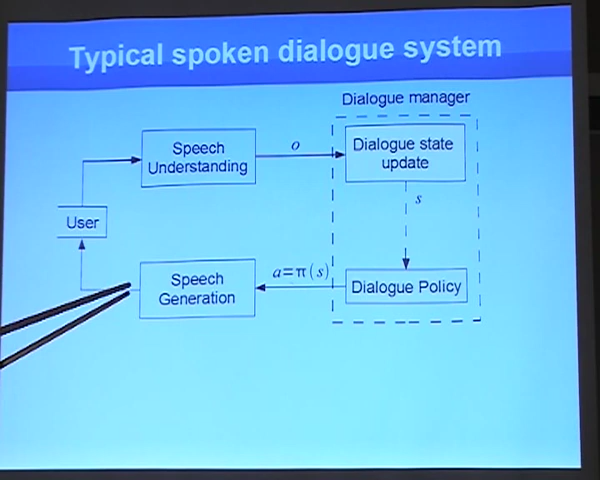 Typical spoken dialogue system
Dialogue manager
Speech
Understanding
o
Dialogue state
update
s
User
Speech
Generation
a=π(s)
Dialogue Policy